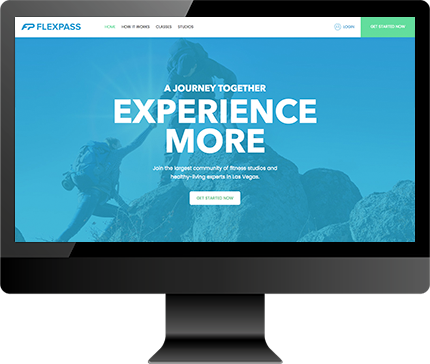 FP FLEXPASS
HOME HOW IT WORKS CLASSES STUDIOS
LOGIN
GET STARTED NOW
A JOURNEY TOGETHER
EXPERIENCE
MORE
Join the largest community of fitness studios and
healthy-living experts in Las Vegas.
GET STARTED NOW